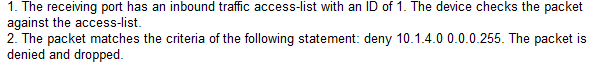 1. The receiving port has an inbound traffic access-list with an ID of 1. The device checks the packet
against the access-list.
2. The packet matches the criteria of the following statement: deny 10.1.4.0 0.0.0.255. The packet is
denied and dropped.